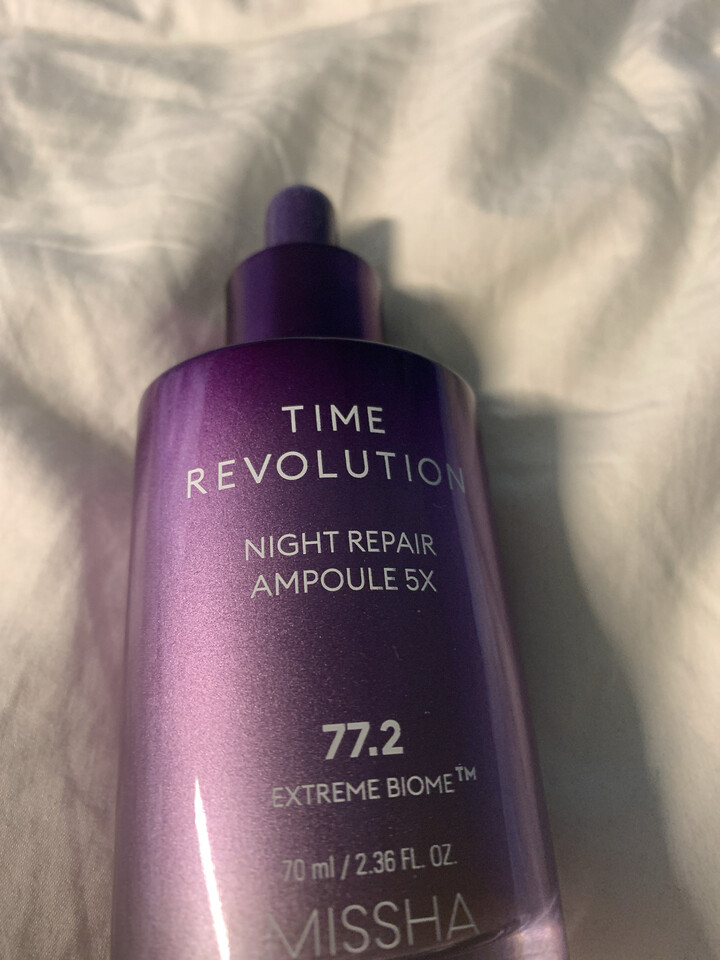 TIME
REVOLUTION
NIGHT REPAIR
AMPOULE 5X
77.2
EXTREME BIOME™
70 ml / 2.36 FL. OZ.
MISSHA